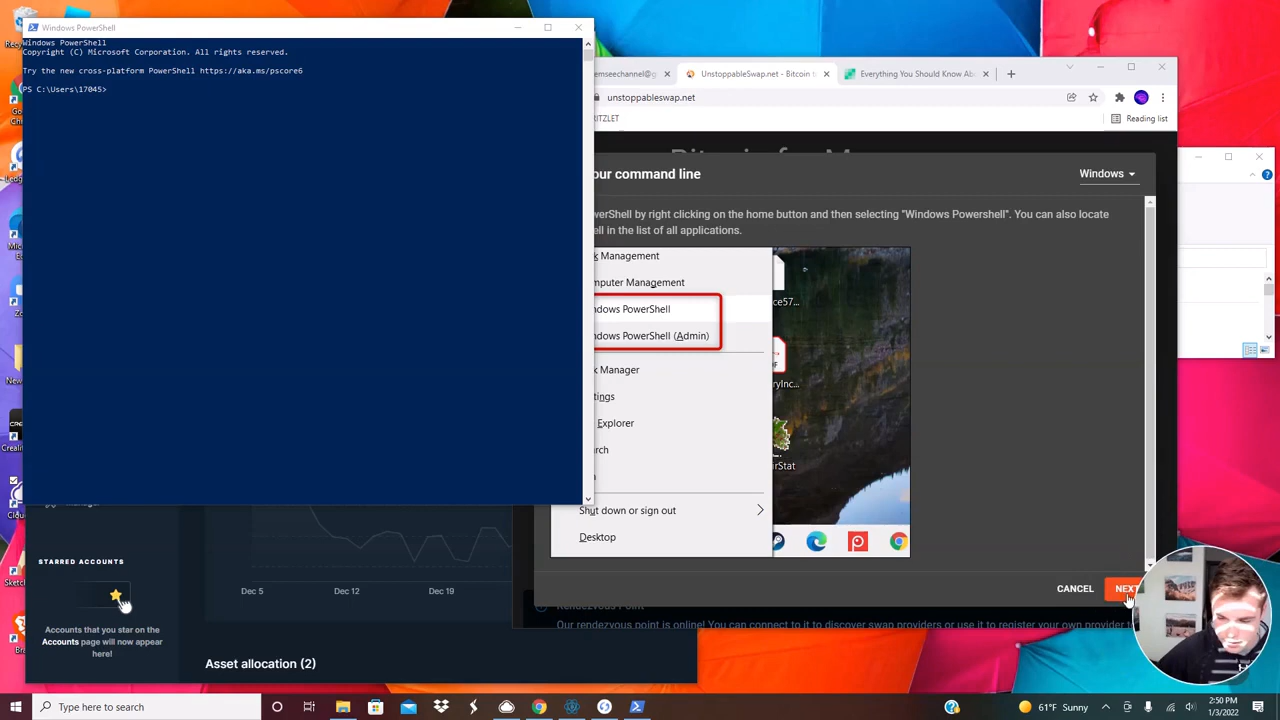 Windows PowerShell
Windows PowerShell
Copyright (C) Microsoft Corporation. All rights reserved.
Try the new cross-platform PowerShell https://aka.ms/pscore6
PS C:\Users\17045>
emseechannel@g
UnstoppableSwap.net - Bitcoin t
Everything You Should Know Ab
unstoppableswap.net
KITZLET
Reading list
our command line
Windows
werShell by right clicking on the home button and then selecting "Windows Powershell". You can also locate
ell in the list of all applications.
k Management
mputer Management
ndows PowerShell
ndows PowerShell (Admin)
k Manager
tings
Explorer
arch
n
Shut down or sign out
Desktop
CANCEL
NEXT
Rendezvous Point
Our rendezvous point is online! You can connect to it to discover swap providers or use it to register your own provider
STARRED ACCOUNTS
Accounts that you star on the
Accounts page will now appear
here!
Dec 5
Dec 12
Dec 19
Asset allocation (2)
Type here to search
61°F Sunny
2:50 PM
1/3/2022